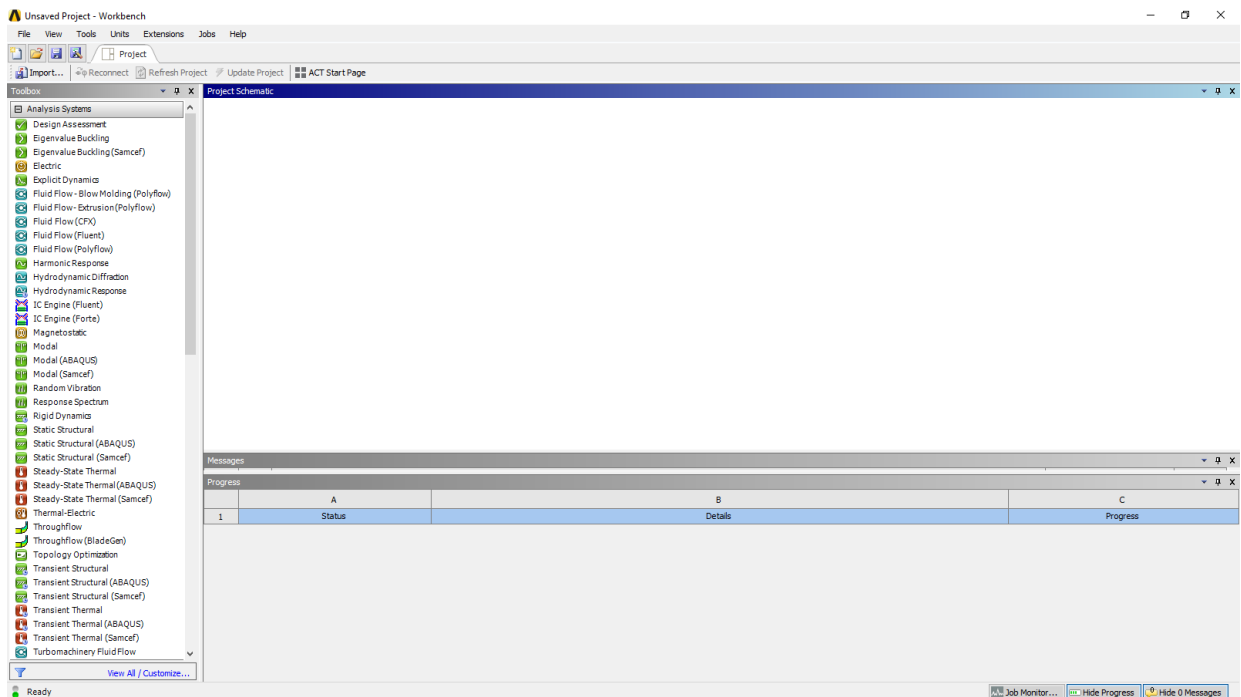 Unsaved Project - Workbench
File View Tools Units Extensions Jobs Help
Project
Import... Reconnect Refresh Project Update Project ACT Start Page
Toolbox
Project Schematic
Analysis Systems
Design Assessment
Eigenvalue Buckling
Eigenvalue Buckling (Samcef)
Electric
Explicit Dynamics
Fluid Flow - Blow Molding (Polyflow)
Fluid Flow - Extrusion (Polyflow)
Fluid Flow (CFX)
Fluid Flow (Fluent)
Fluid Flow (Polyflow)
Harmonic Response
Hydrodynamic Diffraction
Hydrodynamic Response
IC Engine (Fluent)
IC Engine (Forte)
Magnetostatic
Modal
Modal (ABAQUS)
Modal (Samcef)
Random Vibration
Response Spectrum
Rigid Dynamics
Static Structural
Static Structural (ABAQUS)
Static Structural (Samcef)
Steady-State Thermal
Steady-State Thermal (ABAQUS)
Steady-State Thermal (Samcef)
Thermal-Electric
Throughflow
Throughflow (BladeGen)
Topology Optimization
Transient Structural
Transient Structural (ABAQUS)
Transient Structural (Samcef)
Transient Thermal
Transient Thermal (ABAQUS)
Transient Thermal (Samcef)
Turbomachinery Fluid Flow
View All / Customize...
Messages
Progress
A B C
1 Status Details Progress
Ready
Job Monitor... Hide Progress Hide 0 Messages